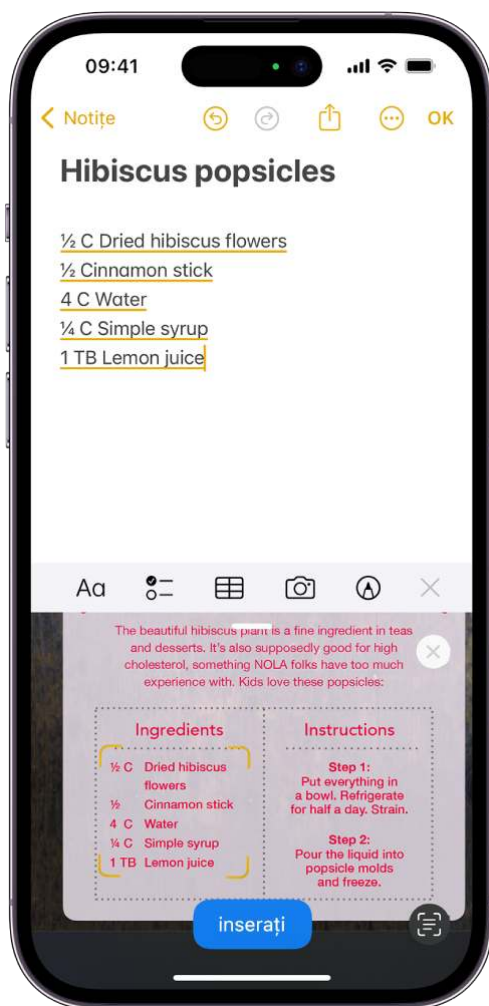 09:41
Notițe
OK
Hibiscus popsicles
½ C Dried hibiscus flowers
½ Cinnamon stick
4 C Water
¼ C Simple syrup
1 TB Lemon juice
Aa
The beautiful hibiscus plant is a fine ingredient in teas
and desserts. It’s also supposedly good for high
cholesterol, something NOLA folks have too much
experience with. Kids love these popsicles:
Ingredients
½ C Dried hibiscus
flowers
½ Cinnamon stick
4 C Water
¼ C Simple syrup
1 TB Lemon juice
Instructions
Step 1:
Put everything in
a bowl. Refrigerate
for half a day. Strain.
Step 2:
Pour the liquid into
popsicle molds
and freeze.
inserați